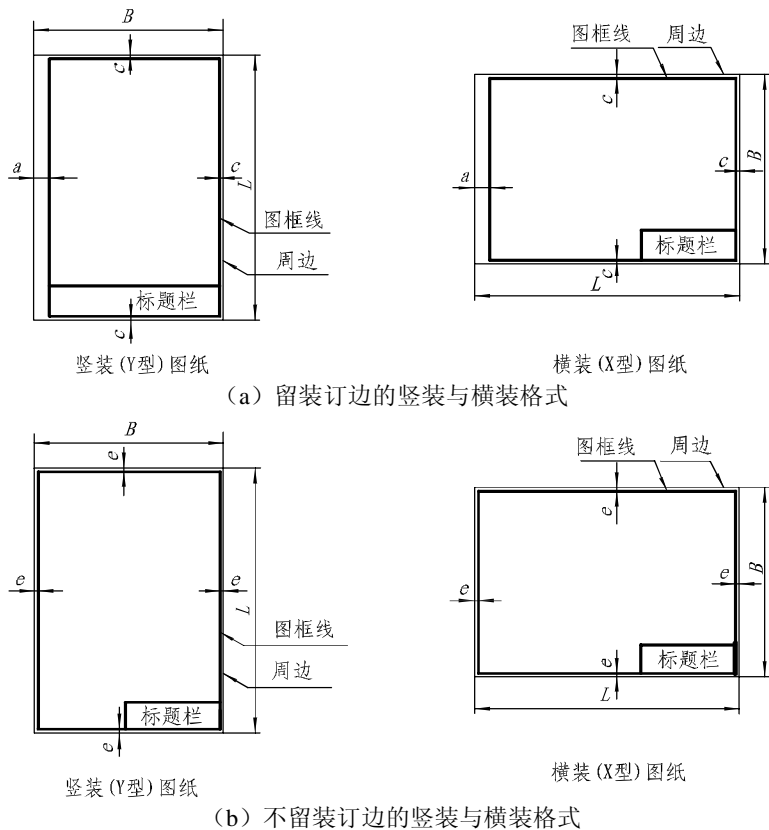 B
图框线
周边
c
c
B
a
c
L
a
c
图框线
周边
标题栏
标题栏
c
c
L
竖装(Y型)图纸
横装(X型)图纸
（a）留装订边的竖装与横装格式
B
图框线
周边
e
e
e
e
L
e
e
B
图框线
周边
标题栏
e
标题栏
e
L
竖装(Y型)图纸
横装(X型)图纸
（b）不留装订边的竖装与横装格式